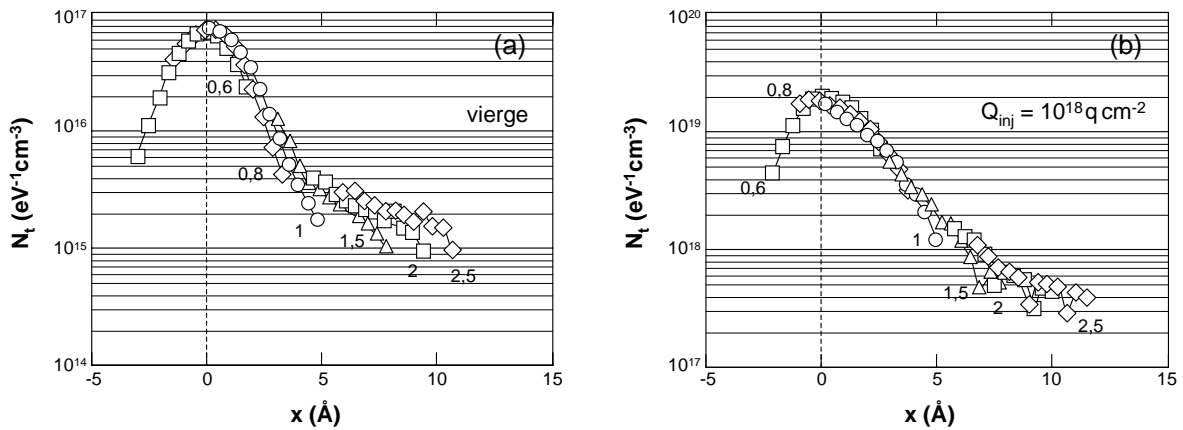 10^17
(a)
0,6
vierge
10^16
0,8
1
1,5
2
2,5
10^15
10^14
N_t (eV^-1cm^-3)
-5 0 5 10 15
x (Å)
10^20
(b)
0,8
Q_inj = 10^18 q cm^-2
10^19
0,6
1
10^18
1,5
2
2,5
10^17
N_t (eV^-1cm^-3)
-5 0 5 10 15
x (Å)